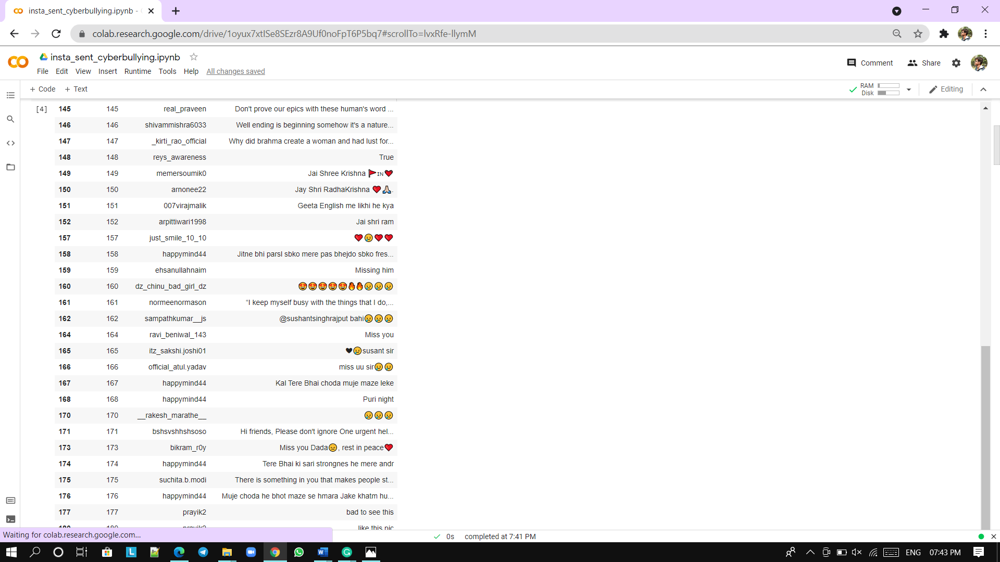 insta_sent_cyberbullying.ipynb -
colab.research.google.com/drive/1oyux7xtISe8SEzr8A9Uf0noFpT6P5bq7#scrollTo=lvxRfe-llymM
insta_sent_cyberbullying.ipynb
File Edit View Insert Runtime Tools Help All changes saved
Comment Share
+ Code + Text
RAM
Disk
Editing
[4] 145 145 real_praveen Don't prove our epics with these human's word ...
146 146 shivammishra6033 Well ending is beginning somehow it's a nature...
147 147 _kirti_rao_official Why did brahma create a woman and had lust for...
148 148 reys_awareness True
149 149 memersoumik0 Jai Shree Krishna 🚩🇮🇳❤
150 150 arnonee22 Jay Shri RadhaKrishna ❤🙏🏻.
151 151 007virajmalik Geeta English me likhi he kya
152 152 arpittiwari1998 Jai shri ram
157 157 just_smile_10_10 ❤😢❤❤
158 158 happymind44 Jitne bhi parsl sbko mere pas bhejdo sbko fres...
159 159 ehsanullahnaim Missing him
160 160 dz_chinu_bad_girl_dz 😍😍😍😍😍🔥🔥😢😢😢
161 161 normeenormason “I keep myself busy with the things that I do,...
162 162 sampathkumar__js @sushantsinghrajput bahi😢😢😢
164 164 ravi_beniwal_143 Miss you
165 165 itz_sakshi.joshi01 🖤😢susant sir
166 166 official_atul.yadav miss uu sir😢😢
167 167 happymind44 Kal Tere Bhai choda muje maze leke
168 168 happymind44 Puri night
170 170 __rakesh_marathe__ 😢😢😢
171 171 bshsvshhshsoso Hi friends, Please don't ignore One urgent hel...
173 173 bikram_r0y Miss you Dada😞, rest in peace❤
174 174 happymind44 Tere Bhai ki sari strongnes he mere andr
175 175 suchita.b.modi There is something in you that makes people st...
176 176 happymind44 Muje choda he bhot maze se hmara Jake khatm hu...
177 177 prayik2 bad to see this
prayik2 like this pic
Waiting for colab.research.google.com...
0s completed at 7:41 PM
ENG 07:43 PM